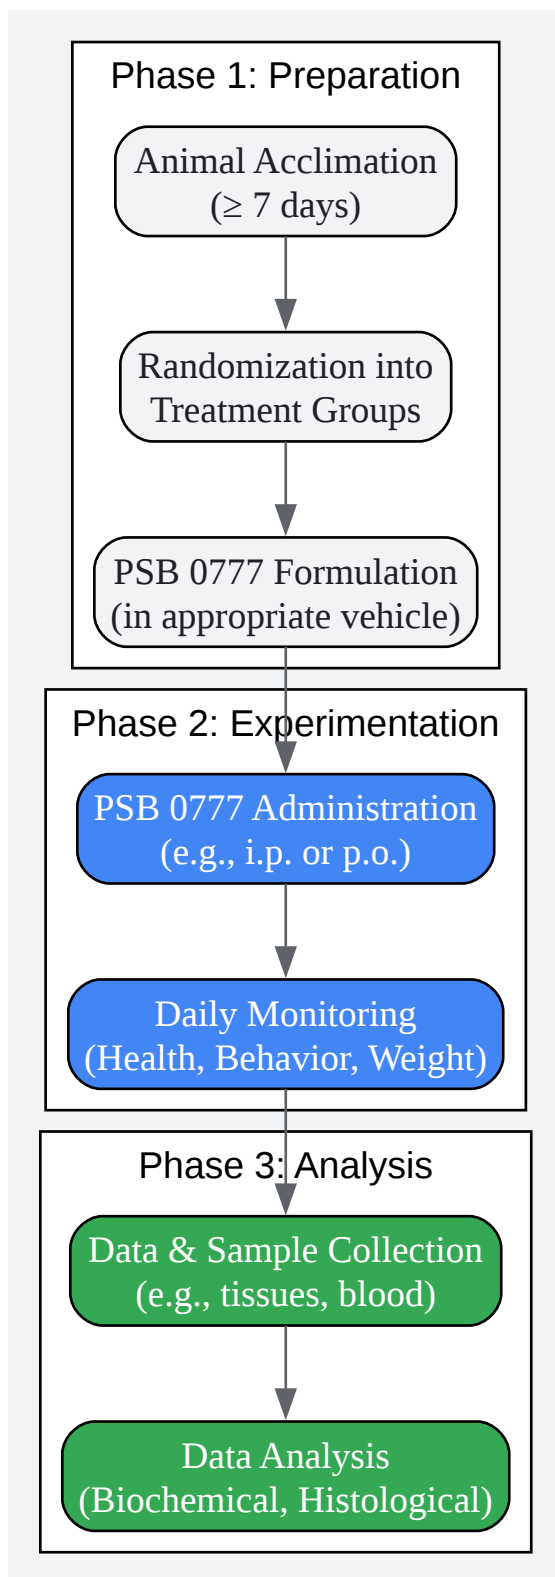 Phase 1: Preparation
Animal Acclimation
(≥ 7 days)
Randomization into
Treatment Groups
PSB 0777 Formulation
(in appropriate vehicle)
Phase 2: Experimentation
PSB 0777 Administration
(e.g., i.p. or p.o.)
Daily Monitoring
(Health, Behavior, Weight)
Phase 3: Analysis
Data & Sample Collection
(e.g., tissues, blood)
Data Analysis
(Biochemical, Histological)